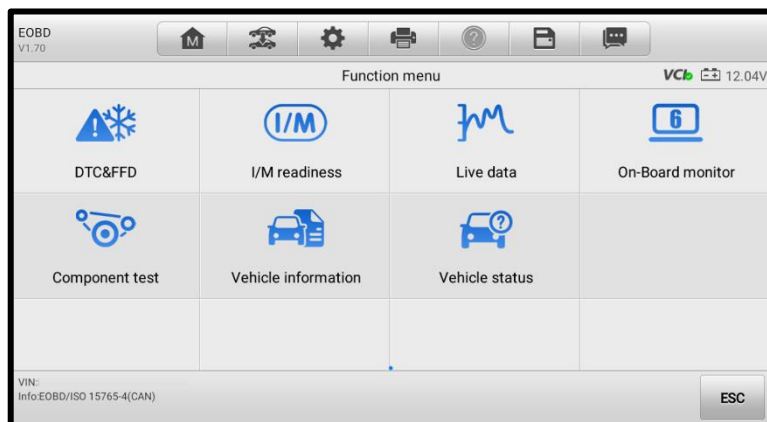 EOBD
V1.70
M
Function menu
VCI
12.04V
DTC&FFD
I/M
I/M readiness
Live data
6
On-Board monitor
Component test
Vehicle information
Vehicle status
VIN:
Info:EOBD/ISO 15765-4(CAN)
ESC